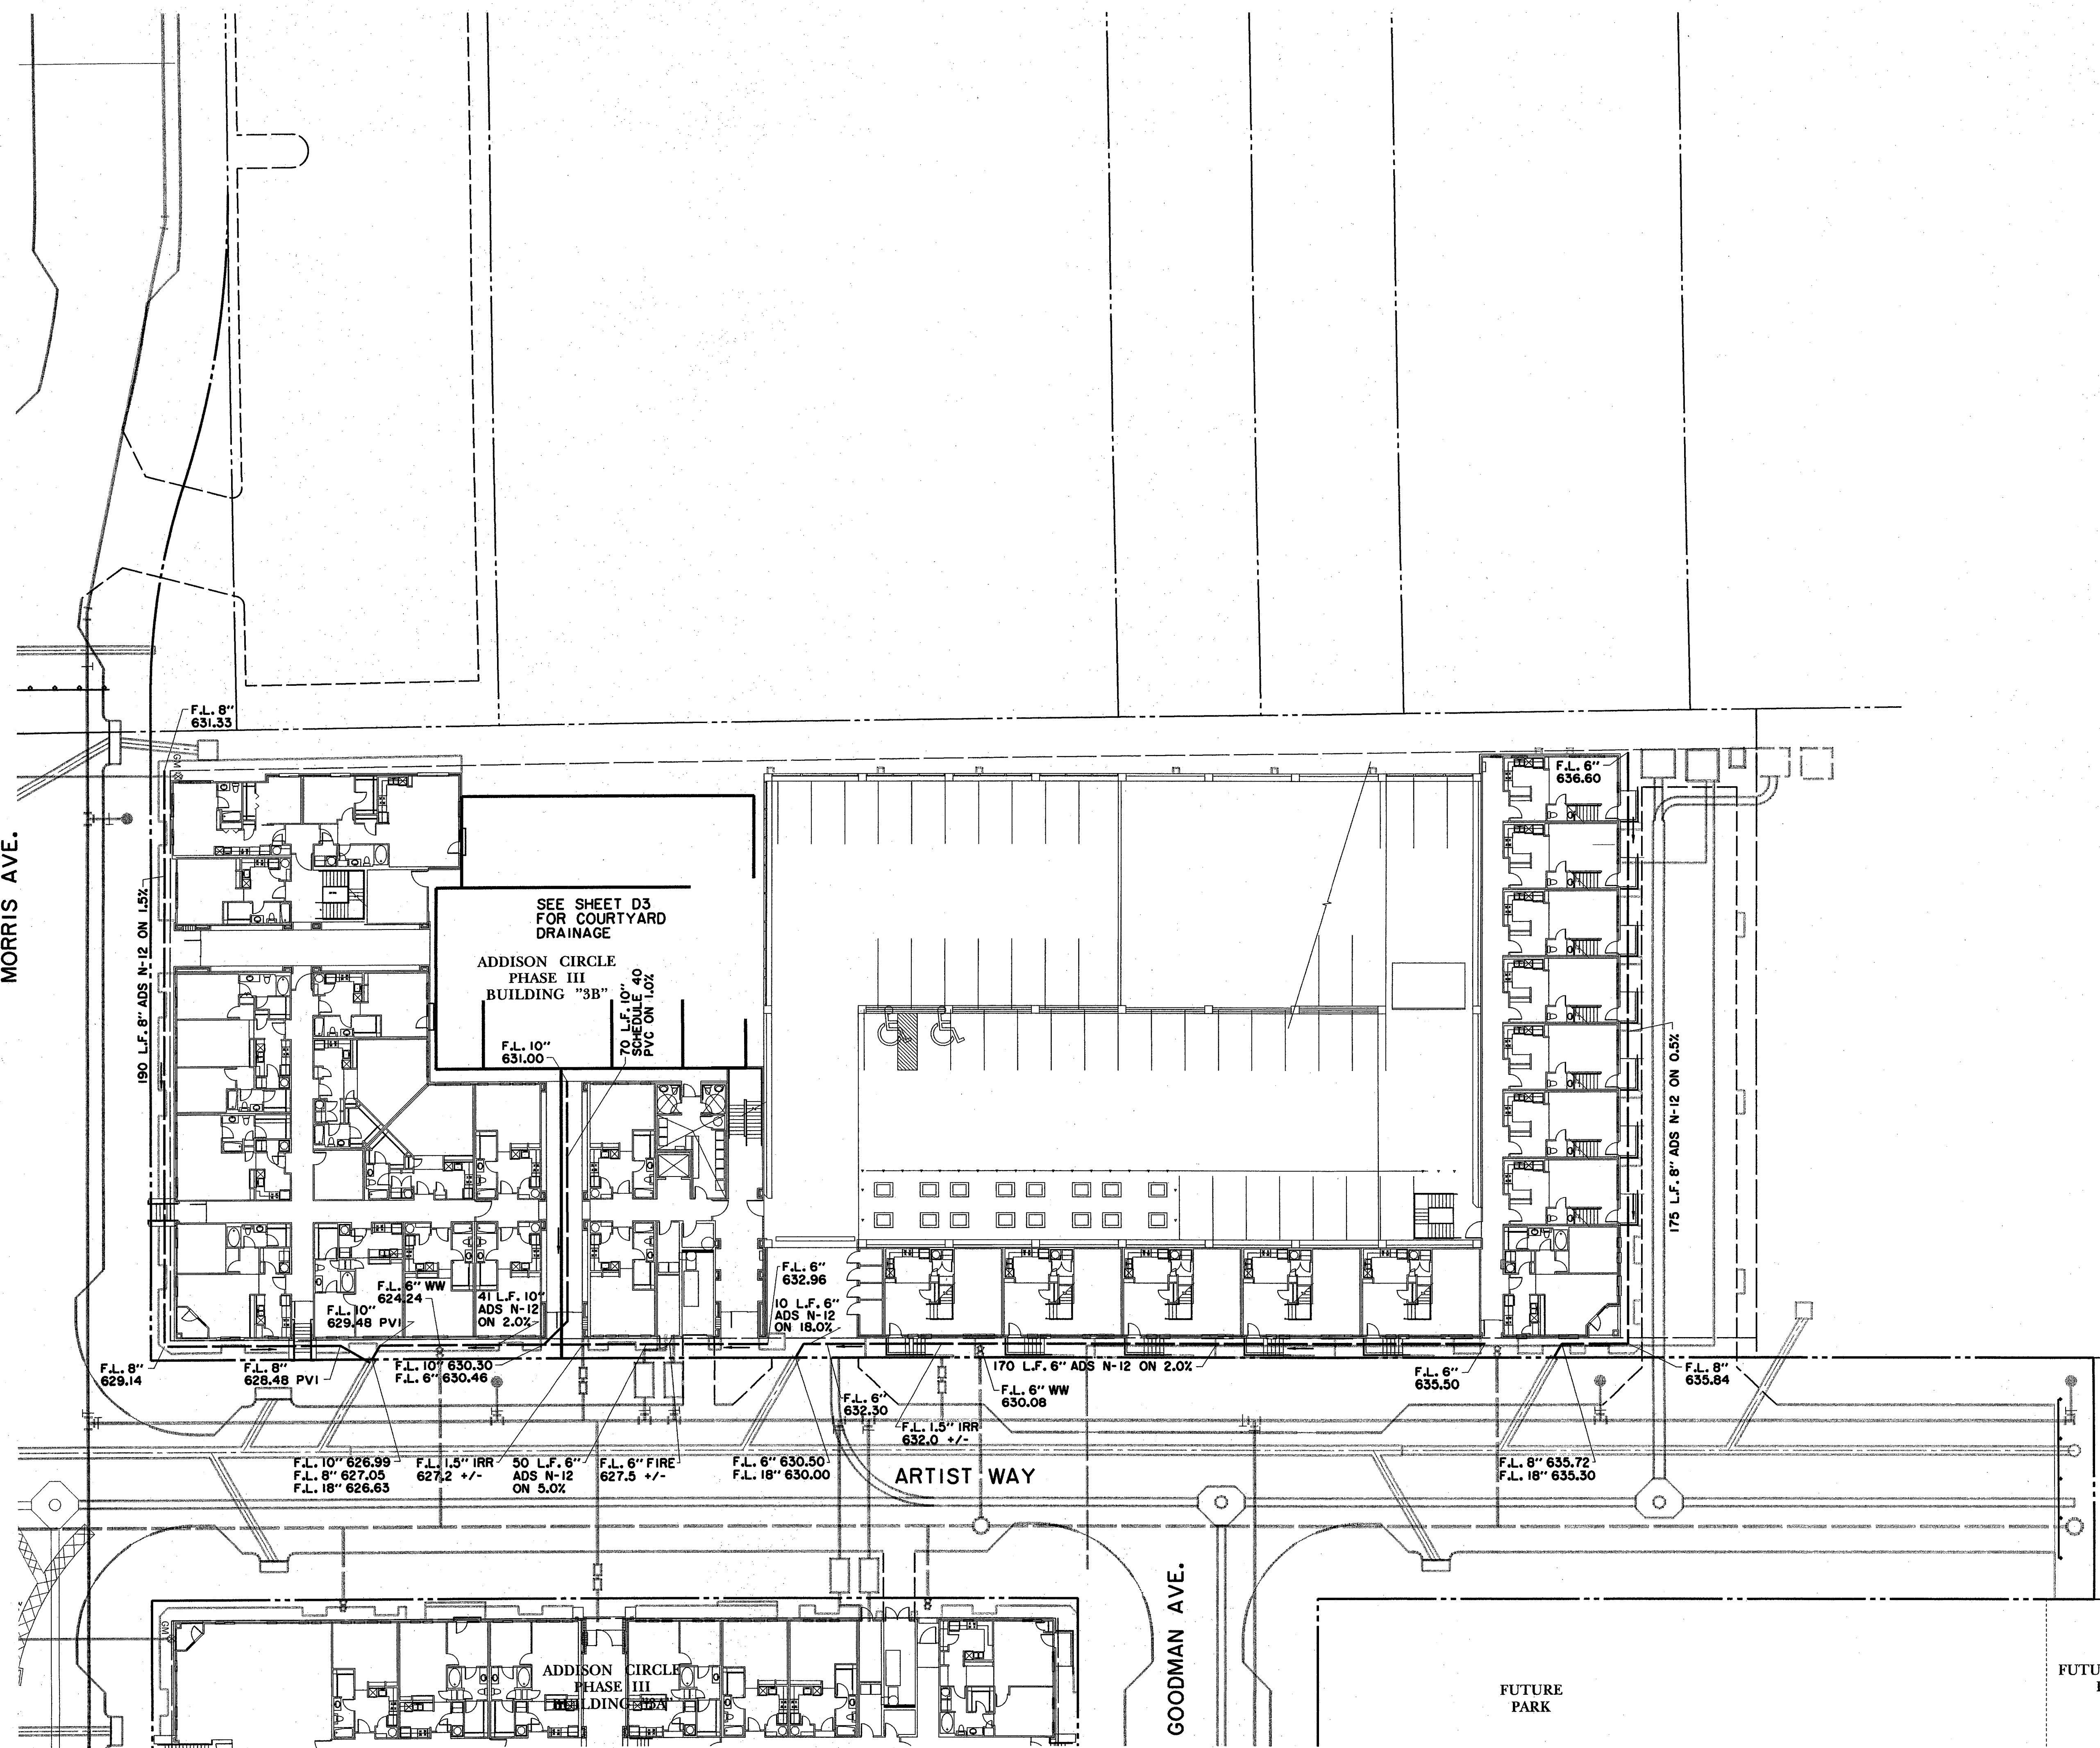 MORRIS AVE.
F.L. 8"
631.33
GM
190 L.F. 8" ADS N-12 ON 1.5%
SEE SHEET D3
FOR COURTYARD
DRAINAGE
ADDISON CIRCLE
PHASE III
BUILDING "3B"
F.L. 10"
631.00
70 L.F. 10"
SCHEDULE 40
PVC ON 1.0%
F.L. 6"
636.60
175 L.F. 8" ADS N-12 ON 0.5%
F.L. 6" WW
624.24
F.L. 10"
629.48 PVI
41 L.F. 10"
ADS N-12
ON 2.0%
F.L. 6"
632.96
10 L.F. 6"
ADS N-12
ON 18.0%
F.L. 8"
629.14
F.L. 8"
628.48 PVI
F.L. 10" 630.30
F.L. 6" 630.46
170 L.F. 6" ADS N-12 ON 2.0%
F.L. 6"
635.50
F.L. 8"
635.84
F.L. 6"
632.30
F.L. 6" WW
630.08
F.L. 1.5" IRR
632.0 +/-
F.L. 10" 626.99
F.L. 8" 627.05
F.L. 18" 626.63
F.L. 1.5" IRR
627.2 +/-
50 L.F. 6"
ADS N-12
ON 5.0%
F.L. 6" FIRE
627.5 +/-
F.L. 6" 630.50
F.L. 18" 630.00
ARTIST WAY
F.L. 8" 635.72
F.L. 18" 635.30
GOODMAN AVE.
GM
ADDISON CIRCLE
PHASE III
BUILDING "3A"
FUTURE
PARK
FUTU